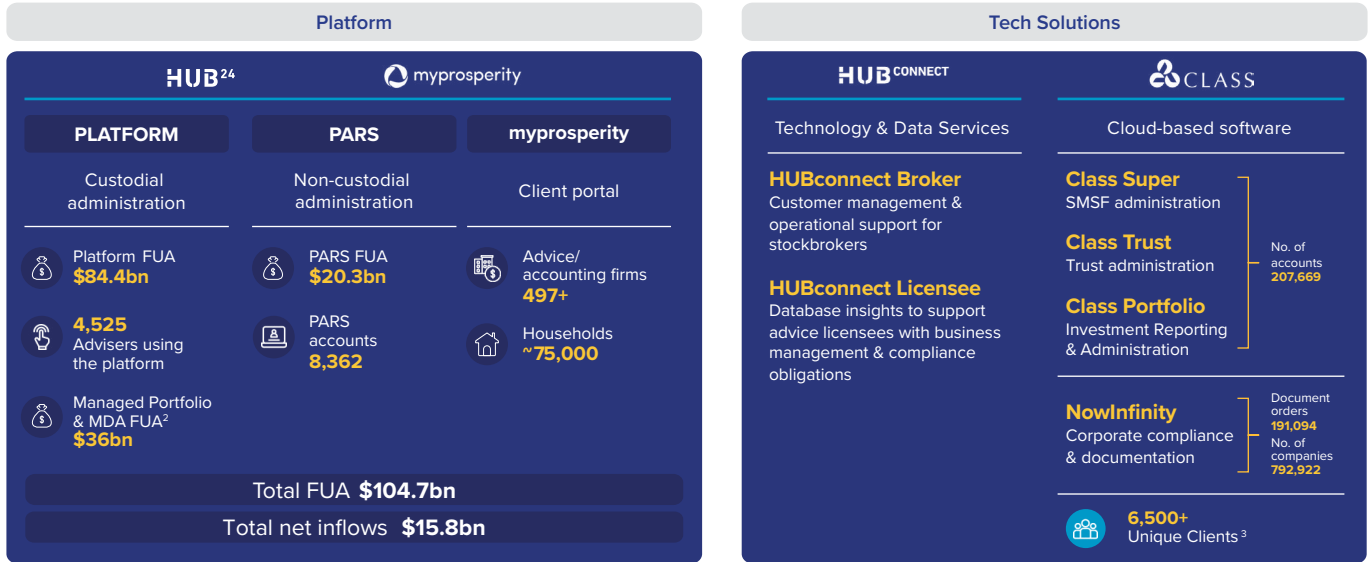 Platform
HUB24
myprosperity
PLATFORM
Custodial
administration
Platform FUA
$84.4bn
4,525
Advisers using
the platform
Managed Portfolio
& MDA FUA2
$36bn
PARS
Non-custodial
administration
PARS FUA
$20.3bn
PARS
accounts
8,362
myprosperity
Client portal
Advice/
accounting firms
497+
Households
~75,000
Total FUA $104.7bn
Total net inflows $15.8bn
Tech Solutions
HUBCONNECT
Technology & Data Services
HUBconnect Broker
Customer management &
operational support for
stockbrokers
HUBconnect Licensee
Database insights to support
advice licensees with business
management & compliance
obligations
CLASS
Cloud-based software
Class Super
SMSF administration
Class Trust
Trust administration
Class Portfolio
Investment Reporting
& Administration
No. of
accounts
207,669
NowInfinity
Corporate compliance
& documentation
Document
orders
191,094
No. of
companies
792,922
6,500+
Unique Clients 3